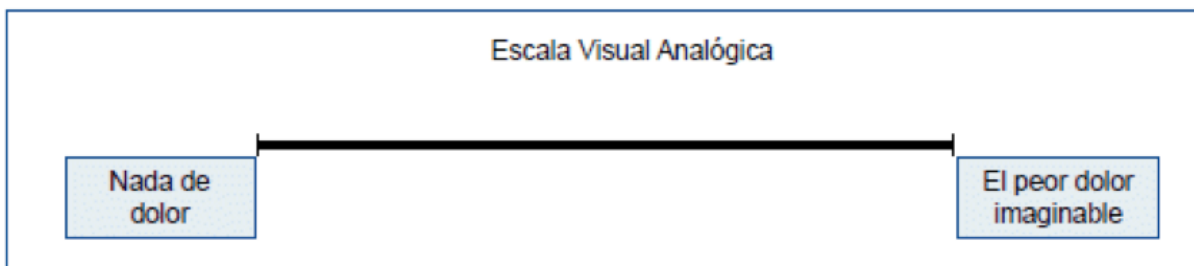 Escala Visual Analógica
Nada de
dolor
El peor dolor
imaginable